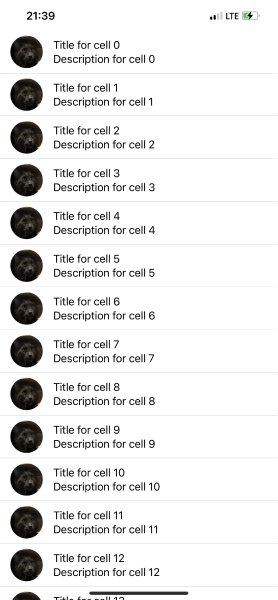 21:39 LTE
Title for cell 0
Description for cell 0
Title for cell 1
Description for cell 1
Title for cell 2
Description for cell 2
Title for cell 3
Description for cell 3
Title for cell 4
Description for cell 4
Title for cell 5
Description for cell 5
Title for cell 6
Description for cell 6
Title for cell 7
Description for cell 7
Title for cell 8
Description for cell 8
Title for cell 9
Description for cell 9
Title for cell 10
Description for cell 10
Title for cell 11
Description for cell 11
Title for cell 12
Description for cell 12
Title for cell 13